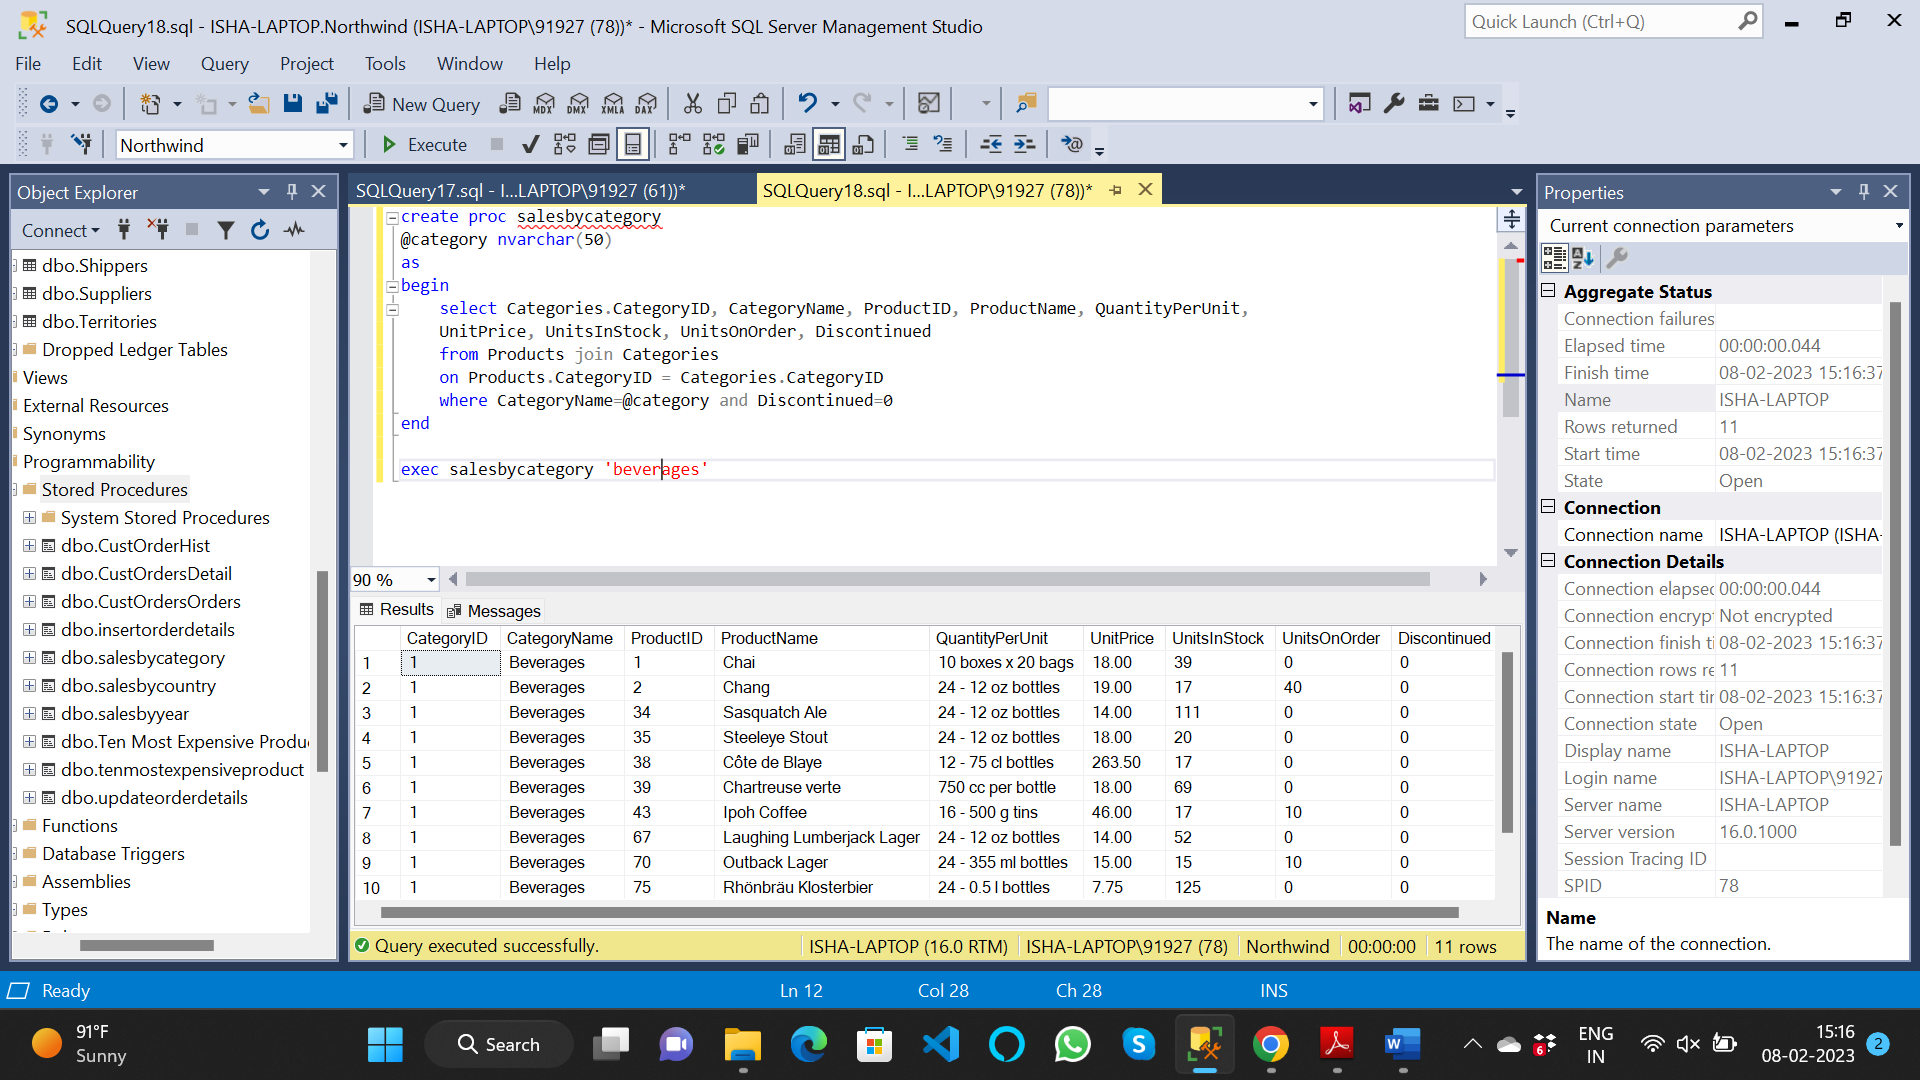 SQLQuery18.sql - ISHA-LAPTOP.Northwind (ISHA-LAPTOP\91927 (78))* - Microsoft SQL Server Management Studio
Quick Launch (Ctrl+Q)
File Edit View Query Project Tools Window Help
New Query
MDX DMX XMLA DAX
Northwind
Execute
Object Explorer
Connect
dbo.Shippers
dbo.Suppliers
dbo.Territories
Dropped Ledger Tables
Views
External Resources
Synonyms
Programmability
Stored Procedures
System Stored Procedures
dbo.CustOrderHist
dbo.CustOrdersDetail
dbo.CustOrdersOrders
dbo.insertorderdetails
dbo.salesbycategory
dbo.salesbycountry
dbo.salesbyyear
dbo.Ten Most Expensive Produ
dbo.tenmostexpensiveproduct
dbo.updateorderdetails
Functions
Database Triggers
Assemblies
Types
SQLQuery17.sql - I...LAPTOP\91927 (61))*
SQLQuery18.sql - I...LAPTOP\91927 (78))*
create proc salesbycategory
@category nvarchar(50)
as
begin
select Categories.CategoryID, CategoryName, ProductID, ProductName, QuantityPerUnit,
UnitPrice, UnitsInStock, UnitsOnOrder, Discontinued
from Products join Categories
on Products.CategoryID = Categories.CategoryID
where CategoryName=@category and Discontinued=0
end
exec salesbycategory 'beverages'
90 %
Results Messages
CategoryID CategoryName ProductID ProductName QuantityPerUnit UnitPrice UnitsInStock UnitsOnOrder Discontinued
1 1 Beverages 1 Chai 10 boxes x 20 bags 18.00 39 0 0
2 1 Beverages 2 Chang 24 - 12 oz bottles 19.00 17 40 0
3 1 Beverages 34 Sasquatch Ale 24 - 12 oz bottles 14.00 111 0 0
4 1 Beverages 35 Steeleye Stout 24 - 12 oz bottles 18.00 20 0 0
5 1 Beverages 38 Côte de Blaye 12 - 75 cl bottles 263.50 17 0 0
6 1 Beverages 39 Chartreuse verte 750 cc per bottle 18.00 69 0 0
7 1 Beverages 43 Ipoh Coffee 16 - 500 g tins 46.00 17 10 0
8 1 Beverages 67 Laughing Lumberjack Lager 24 - 12 oz bottles 14.00 52 0 0
9 1 Beverages 70 Outback Lager 24 - 355 ml bottles 15.00 15 10 0
10 1 Beverages 75 Rhönbräu Klosterbier 24 - 0.5 l bottles 7.75 125 0 0
Query executed successfully. ISHA-LAPTOP (16.0 RTM) ISHA-LAPTOP\91927 (78) Northwind 00:00:00 11 rows
Properties
Current connection parameters
Aggregate Status
Connection failures
Elapsed time 00:00:00.044
Finish time 08-02-2023 15:16:37
Name ISHA-LAPTOP
Rows returned 11
Start time 08-02-2023 15:16:37
State Open
Connection
Connection name ISHA-LAPTOP (ISHA-
Connection Details
Connection elapsed 00:00:00.044
Connection encryp Not encrypted
Connection finish ti 08-02-2023 15:16:37
Connection rows re 11
Connection start tir 08-02-2023 15:16:37
Connection state Open
Display name ISHA-LAPTOP
Login name ISHA-LAPTOP\91927
Server name ISHA-LAPTOP
Server version 16.0.1000
Session Tracing ID
SPID 78
Name
The name of the connection.
Ready Ln 12 Col 28 Ch 28 INS
91°F
Sunny
Search
6
ENG
IN
15:16
08-02-2023
2